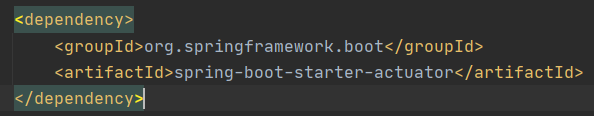 <dependency>
    <groupId>org.springframework.boot</groupId>
    <artifactId>spring-boot-starter-actuator</artifactId>
</dependency>